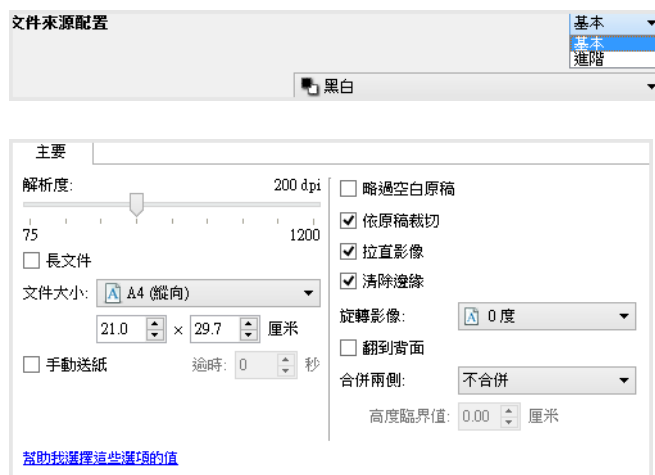 文件來源配置
基本
基本
進階
黑白
主要
解析度: 200 dpi
75 1200
長文件
文件大小: A4 (縱向)
21.0 × 29.7 厘米
手動送紙 逾時: 0 秒
略過空白原稿
依原稿裁切
拉直影像
清除邊緣
旋轉影像: 0 度
翻到背面
合併兩側: 不合併
高度臨界值: 0.00 厘米
幫助我選擇這些選項的值